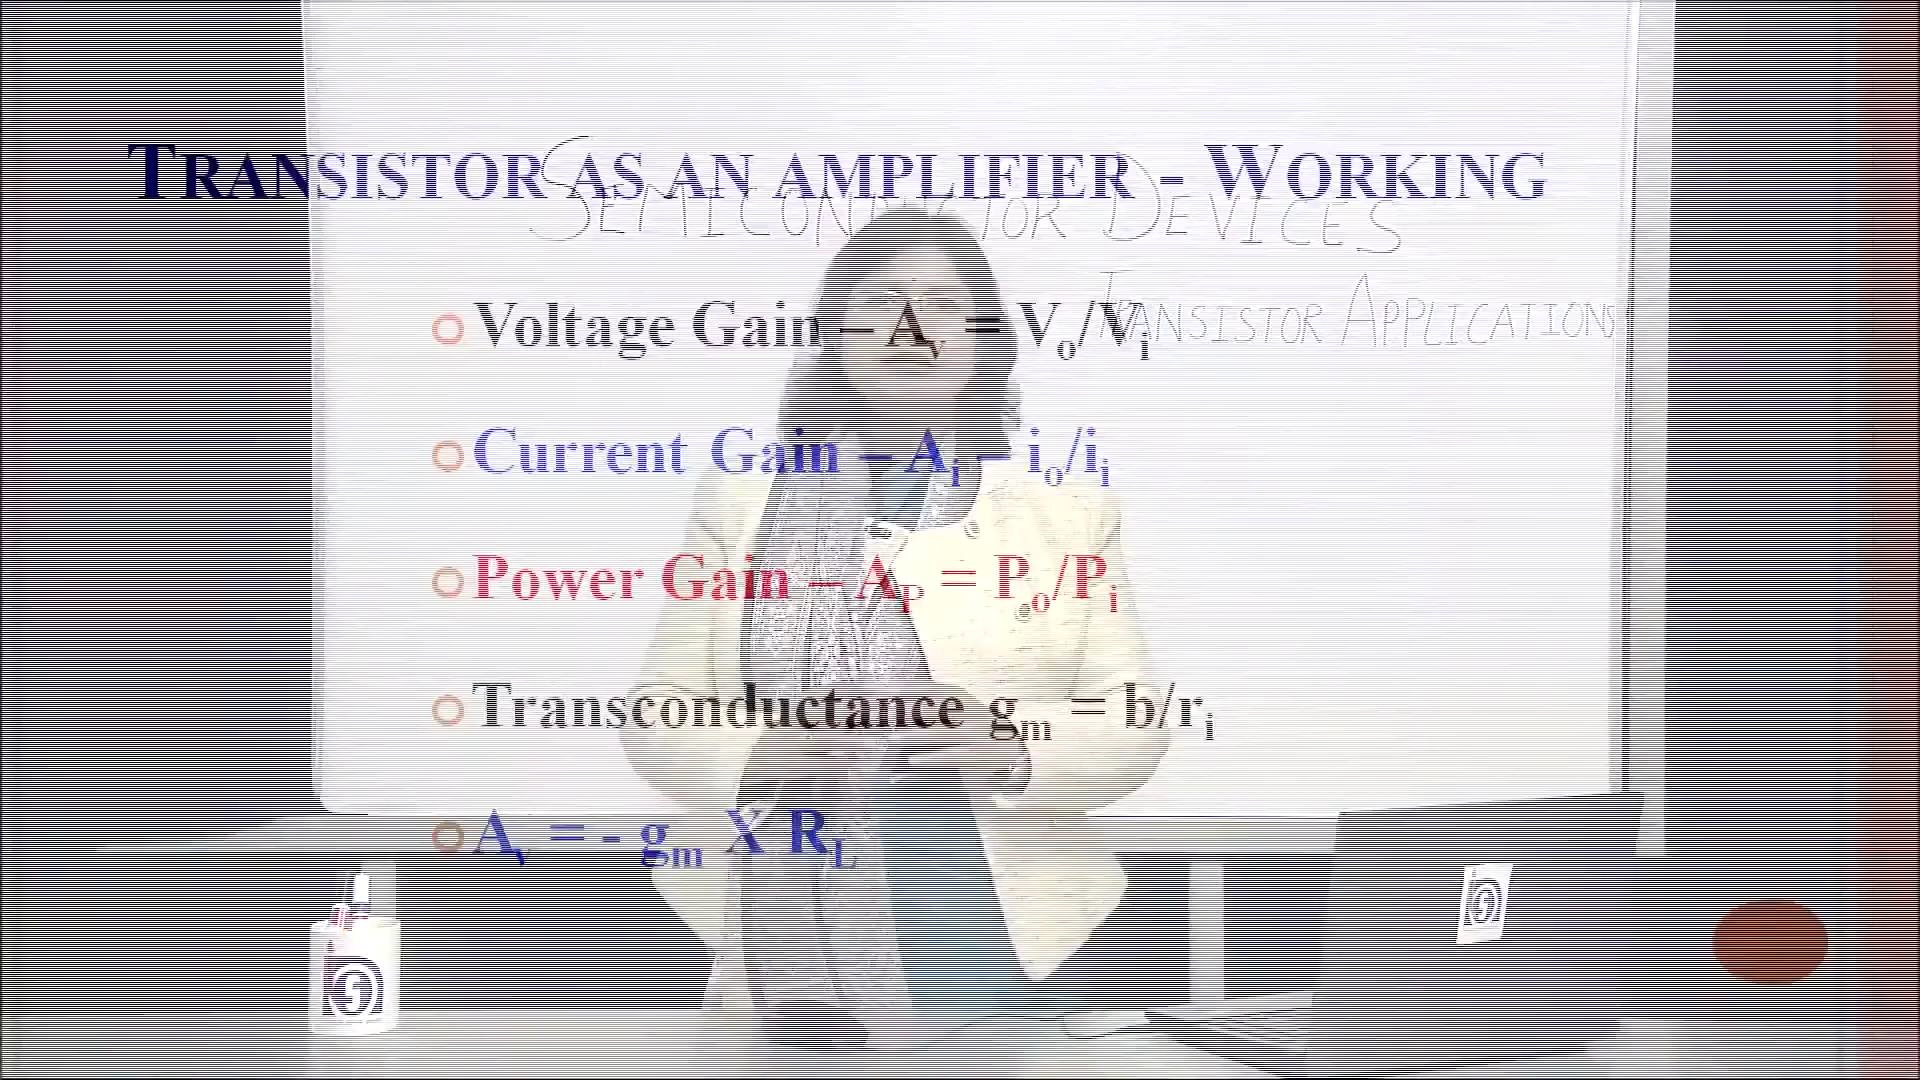 TRANSISTOR AS AN AMPLIFIER - WORKING
SEMICONDUCTOR DEVICES
TRANSISTOR APPLICATIONS
Voltage Gain – Av = Vo/Vi
Current Gain – Ai = io/ii
Power Gain – AP = Po/Pi
Transconductance gm = b/ri
Av = - gm X RL